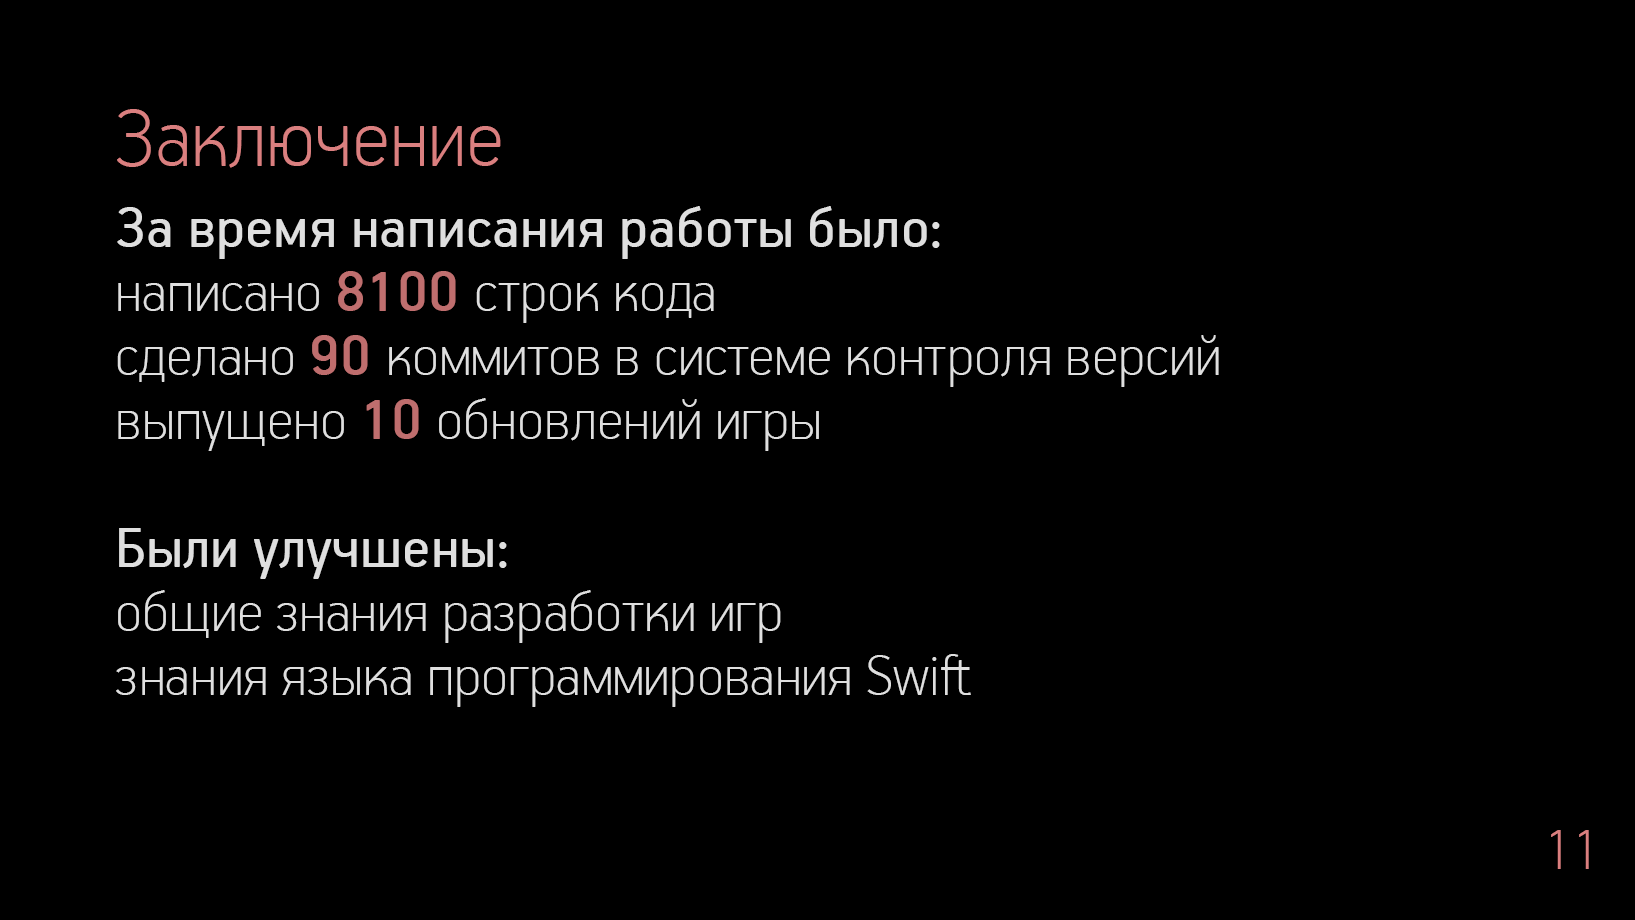 Заключение
За время написания работы было:
написано 8100 строк кода
сделано 90 коммитов в системе контроля версий
выпущено 10 обновлений игры
Были улучшены:
общие знания разработки игр
знания языка программирования Swift
11